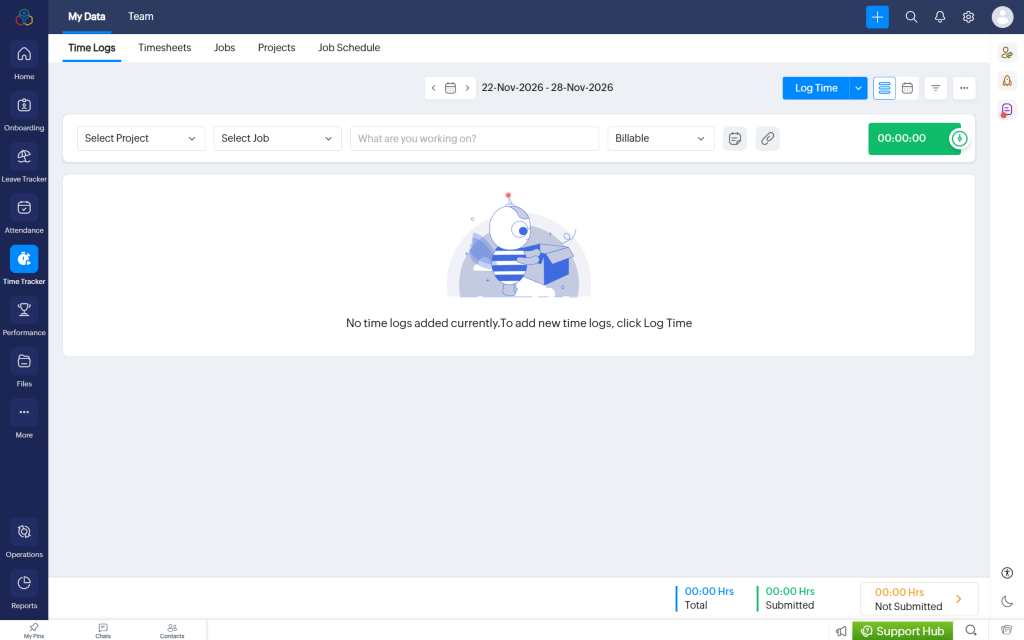 My Data
Team
Time Logs
Timesheets
Jobs
Projects
Job Schedule
Home
Onboarding
Leave Tracker
Attendance
Time Tracker
Performance
Files
More
Operations
Reports
22-Nov-2026 - 28-Nov-2026
Log Time
Select Project
Select Job
What are you working on?
Billable
00:00:00
No time logs added currently.To add new time logs, click Log Time
00:00 Hrs
Total
00:00 Hrs
Submitted
00:00 Hrs
Not Submitted
My Pins
Chats
Contacts
Support Hub